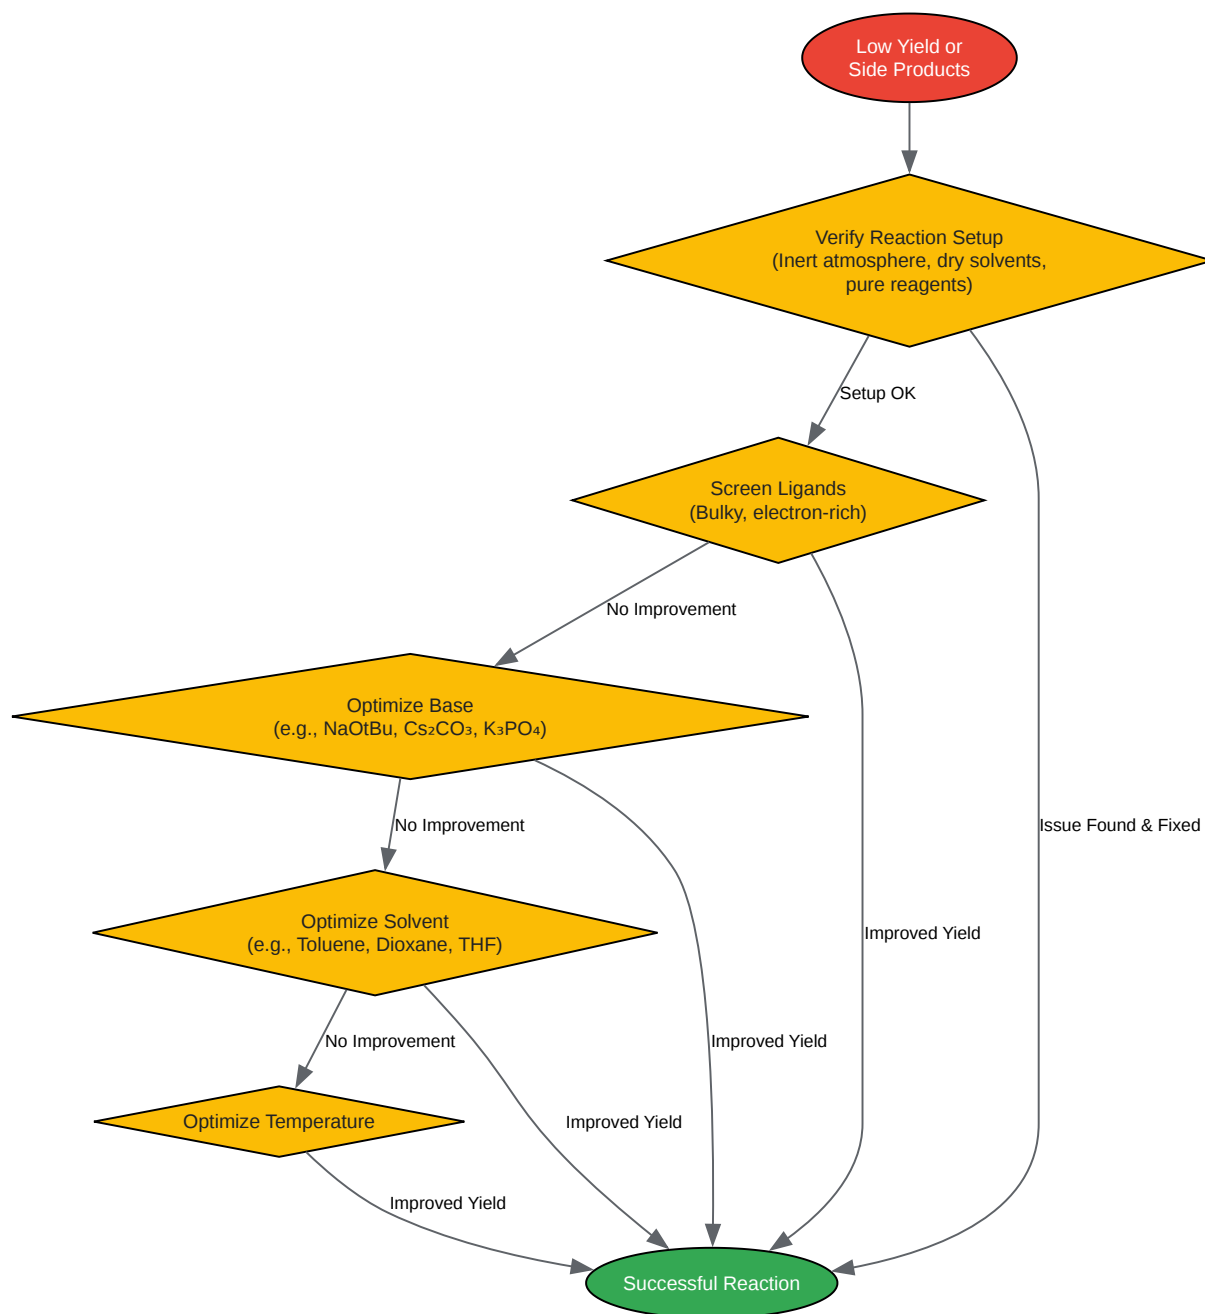 Low Yield or
Side Products
Verify Reaction Setup
(Inert atmosphere, dry solvents,
pure reagents)
Setup OK
Screen Ligands
(Bulky, electron-rich)
No Improvement
Optimize Base
(e.g., NaOtBu, Cs₂CO₃, K₃PO₄)
No Improvement
Issue Found & Fixed
Optimize Solvent
(e.g., Toluene, Dioxane, THF)
Improved Yield
No Improvement
Improved Yield
Optimize Temperature
Improved Yield
Improved Yield
Successful Reaction